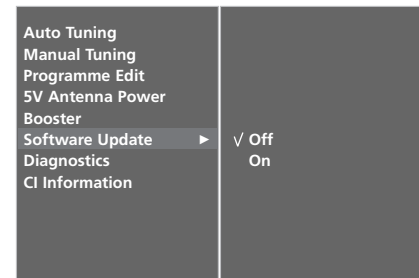 Auto Tuning
Manual Tuning
Programme Edit
5V Antenna Power
Booster
Software Update ► √ Off
Diagnostics On
CI Information